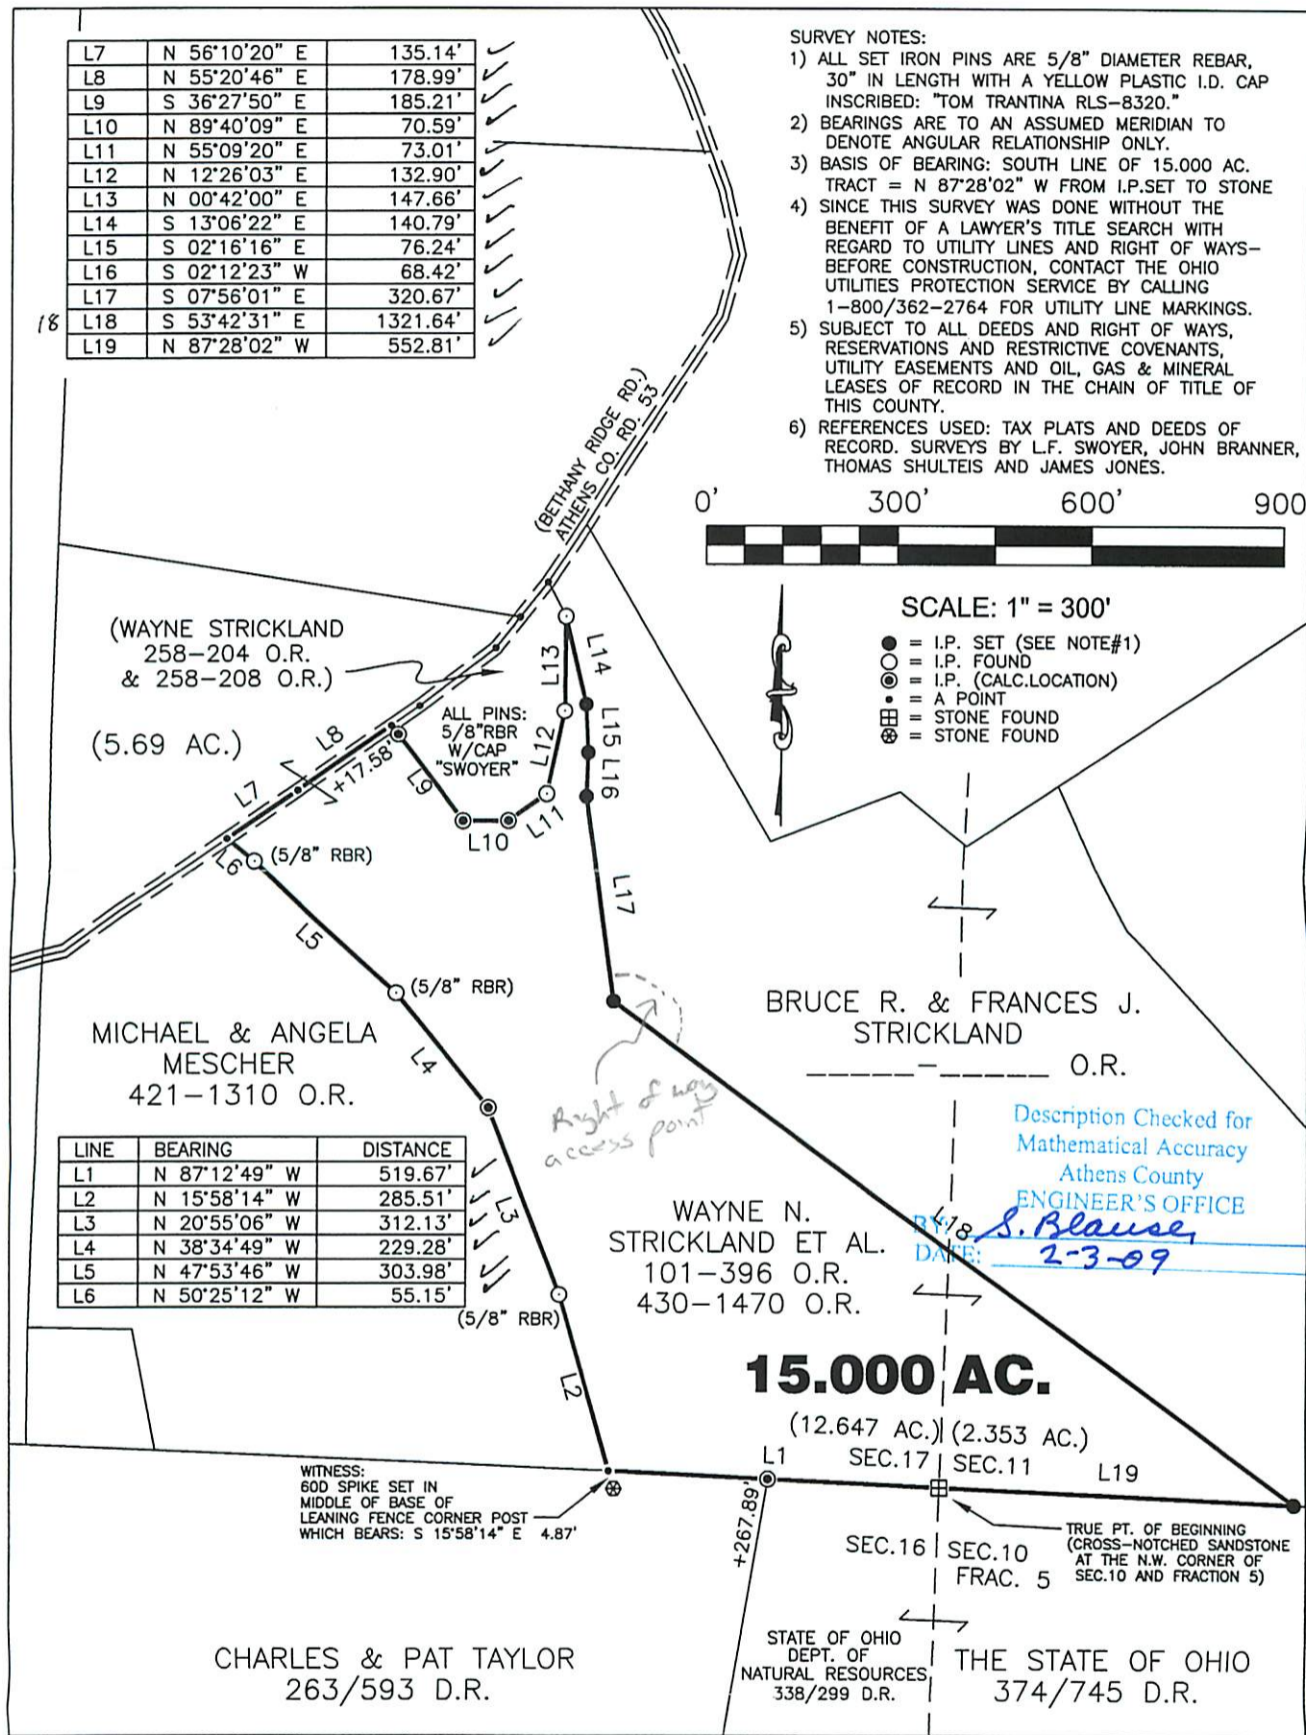 L7 N 56°10'20" E 135.14'
L8 N 55°20'46" E 178.99'
L9 S 36°27'50" E 185.21'
L10 N 89°40'09" E 70.59'
L11 N 55°09'20" E 73.01'
L12 N 12°26'03" E 132.90'
L13 N 00°42'00" E 147.66'
L14 S 13°06'22" E 140.79'
L15 S 02°16'16" E 76.24'
L16 S 02°12'23" W 68.42'
L17 S 07°56'01" E 320.67'
18 L18 S 53°42'31" E 1321.64'
L19 N 87°28'02" W 552.81'
SURVEY NOTES:
1) ALL SET IRON PINS ARE 5/8" DIAMETER REBAR,
30" IN LENGTH WITH A YELLOW PLASTIC I.D. CAP
INSCRIBED: "TOM TRANTINA RLS-8320."
2) BEARINGS ARE TO AN ASSUMED MERIDIAN TO
DENOTE ANGULAR RELATIONSHIP ONLY.
3) BASIS OF BEARING: SOUTH LINE OF 15.000 AC.
TRACT = N 87°28'02" W FROM I.P.SET TO STONE
4) SINCE THIS SURVEY WAS DONE WITHOUT THE
BENEFIT OF A LAWYER'S TITLE SEARCH WITH
REGARD TO UTILITY LINES AND RIGHT OF WAYS-
BEFORE CONSTRUCTION, CONTACT THE OHIO
UTILITIES PROTECTION SERVICE BY CALLING
1-800/362-2764 FOR UTILITY LINE MARKINGS.
5) SUBJECT TO ALL DEEDS AND RIGHT OF WAYS,
RESERVATIONS AND RESTRICTIVE COVENANTS,
UTILITY EASEMENTS AND OIL, GAS & MINERAL
LEASES OF RECORD IN THE CHAIN OF TITLE OF
THIS COUNTY.
6) REFERENCES USED: TAX PLATS AND DEEDS OF
RECORD. SURVEYS BY L.F. SWOYER, JOHN BRANNER,
THOMAS SHULTEIS AND JAMES JONES.
0' 300' 600' 900
SCALE: 1" = 300'
= I.P. SET (SEE NOTE#1)
= I.P. FOUND
= I.P. (CALC.LOCATION)
= A POINT
= STONE FOUND
= STONE FOUND
(BETHANY RIDGE RD.)
ATHENS CO. RD. 53
(WAYNE STRICKLAND
258-204 O.R.
& 258-208 O.R.)
(5.69 AC.)
ALL PINS:
5/8"RBR
W/CAP
"SWOYER"
L13
L14
L12
L15
L16
L8
L7
+17.58'
L9
L10
L11
L6
(5/8" RBR)
L17
L5
(5/8" RBR)
MICHAEL & ANGELA
MESCHER
421-1310 O.R.
L4
Right of way
access point
BRUCE R. & FRANCES J.
STRICKLAND
_____-_____ O.R.
Description Checked for
Mathematical Accuracy
Athens County
ENGINEER'S OFFICE
BY: S. Blauser
DATE: 2-3-09
L18
LINE BEARING DISTANCE
L1 N 87°12'49" W 519.67'
L2 N 15°58'14" W 285.51'
L3 N 20°55'06" W 312.13'
L4 N 38°34'49" W 229.28'
L5 N 47°53'46" W 303.98'
L6 N 50°25'12" W 55.15'
L3
(5/8" RBR)
L2
WAYNE N.
STRICKLAND ET AL.
101-396 O.R.
430-1470 O.R.
15.000 AC.
(12.647 AC.) (2.353 AC.)
L1 SEC.17 SEC.11 L19
WITNESS:
60D SPIKE SET IN
MIDDLE OF BASE OF
LEANING FENCE CORNER POST
WHICH BEARS: S 15°58'14" E 4.87'
+267.89'
SEC.16 SEC.10
FRAC. 5
TRUE PT. OF BEGINNING
(CROSS-NOTCHED SANDSTONE
AT THE N.W. CORNER OF
SEC.10 AND FRACTION 5)
CHARLES & PAT TAYLOR
263/593 D.R.
STATE OF OHIO
DEPT. OF
NATURAL RESOURCES
338/299 D.R.
THE STATE OF OHIO
374/745 D.R.